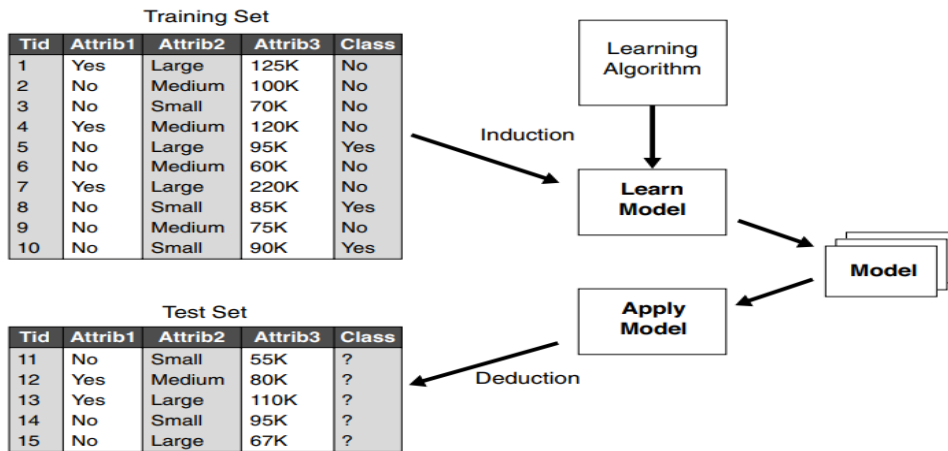 Training Set
Tid Attrib1 Attrib2 Attrib3 Class
1 Yes Large 125K No
2 No Medium 100K No
3 No Small 70K No
4 Yes Medium 120K No
5 No Large 95K Yes
6 No Medium 60K No
7 Yes Large 220K No
8 No Small 85K Yes
9 No Medium 75K No
10 No Small 90K Yes
Learning
Algorithm
Induction
Learn
Model
Model
Apply
Model
Deduction
Test Set
Tid Attrib1 Attrib2 Attrib3 Class
11 No Small 55K ?
12 Yes Medium 80K ?
13 Yes Large 110K ?
14 No Small 95K ?
15 No Large 67K ?